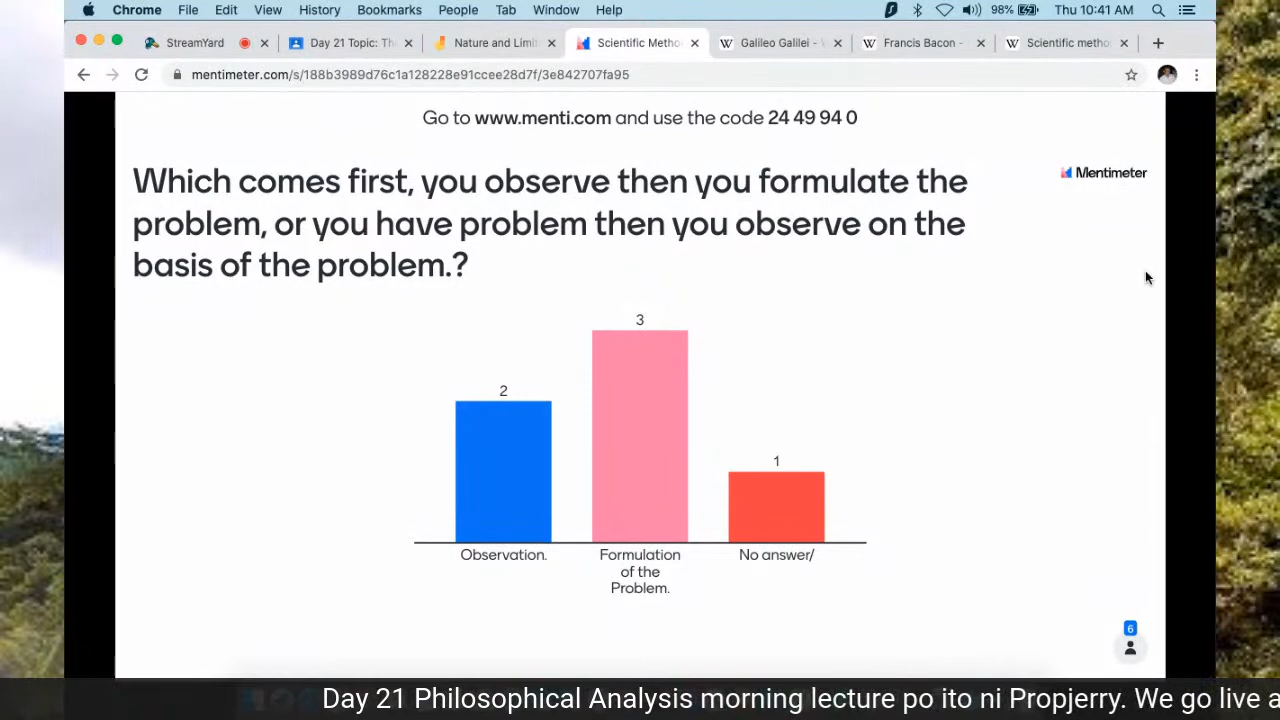 Chrome File Edit View History Bookmarks People Tab Window Help 98% Thu 10:41 AM
StreamYard Day 21 Topic: Th Nature and Limit Scientific Metho Galileo Galilei - W Francis Bacon - Scientific metho
mentimeter.com/s/188b3989d76c1a128228e91ccee28d7f/3e842707fa95
Go to www.menti.com and use the code 24 49 94 0
Which comes first, you observe then you formulate the
problem, or you have problem then you observe on the
basis of the problem.?
Mentimeter
3
2
1
Observation. Formulation No answer/
of the
Problem.
6
Day 21 Philosophical Analysis morning lecture po ito ni Propjerry. We go live a